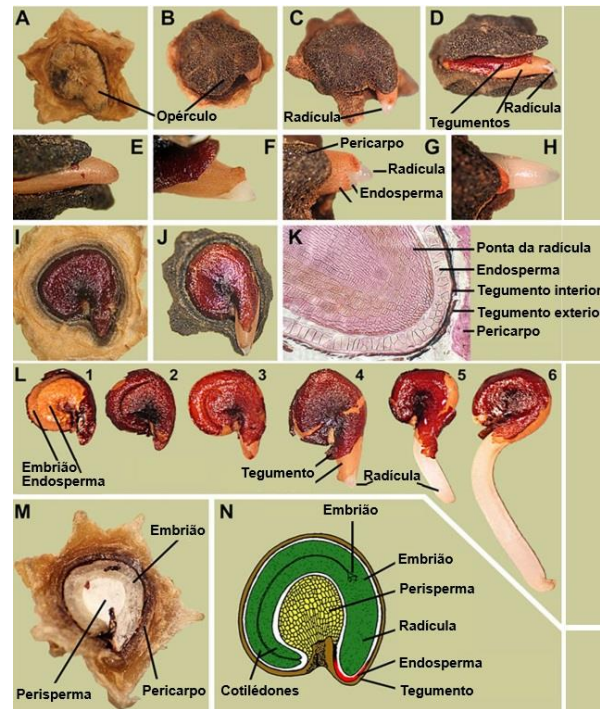 A
B
C
D
Opérculo
Radícula
Radícula
Tegumentos
E
F
G
H
Pericarpo
Radícula
Endosperma
I
J
K
Ponta da radícula
Endosperma
Tegumento interior
Tegumento exterio
Pericarpo
L
1
2
3
4
5
6
Embrião
Endosperma
Tegumento
Radícula
M
Embrião
Perisperma
Pericarpo
N
Embrião
Embrião
Perisperma
Radícula
Endosperma
Tegumento
Cotilédones